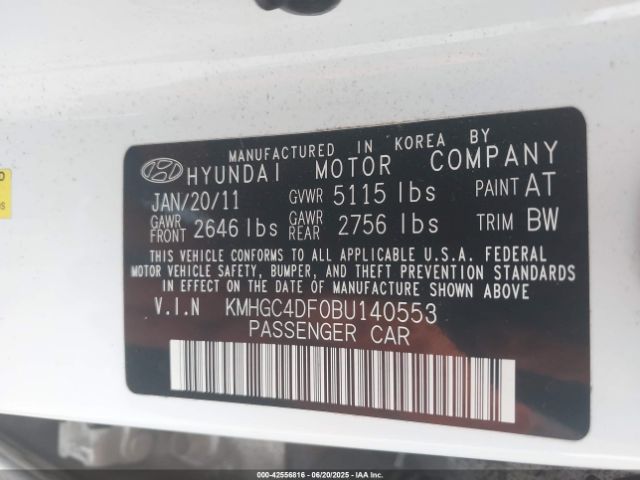 MANUFACTURED IN KOREA BY
HYUNDAI MOTOR COMPANY
JAN/20/11 GVWR 5115 lbs PAINT AT
GAWR FRONT 2646 lbs GAWR REAR 2756 lbs TRIM BW
THIS VEHICLE CONFORMS TO ALL APPLICABLE U.S.A. FEDERAL
MOTOR VEHICLE SAFETY, BUMPER, AND THEFT PREVENTION STANDARDS
IN EFFECT ON THE DATE OF MANUFACTURE SHOWN ABOVE.
V.I.N KMHGC4DF0BU140553
PASSENGER CAR
000-42556816 - 06/20/2025 - IAAI.COM